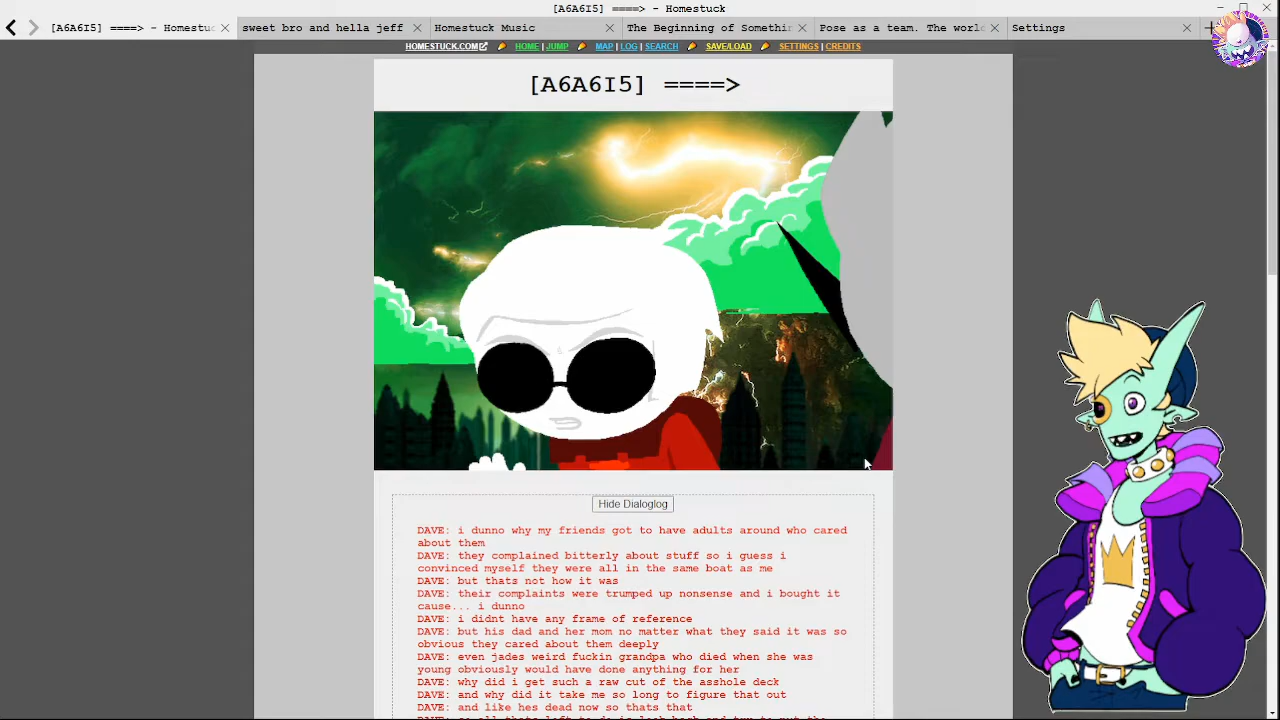 [A6A6I5] ====> - Homestuck
[A6A6I5] ====> - Homestuc
sweet bro and hella jeff
Homestuck Music
The Beginning of Somethin
Pose as a team. The worl
Settings
HOMESTUCK.COM HOME | JUMP MAP | LOG | SEARCH SAVE/LOAD SETTINGS | CREDITS
[A6A6I5] ====>
Hide Dialoglog
DAVE: i dunno why my friends got to have adults around who cared
about them
DAVE: they complained bitterly about stuff so i guess i
convinced myself they were all in the same boat as me
DAVE: but thats not how it was
DAVE: their complaints were trumped up nonsense and i bought it
cause... i dunno
DAVE: i didnt have any frame of reference
DAVE: but his dad and her mom no matter what they said it was so
obvious they cared about them deeply
DAVE: even jades weird fuckin grandpa who died when she was
young obviously would have done anything for her
DAVE: why did i get such a raw cut of the asshole deck
DAVE: and why did it take me so long to figure that out
DAVE: and like hes dead now so thats that